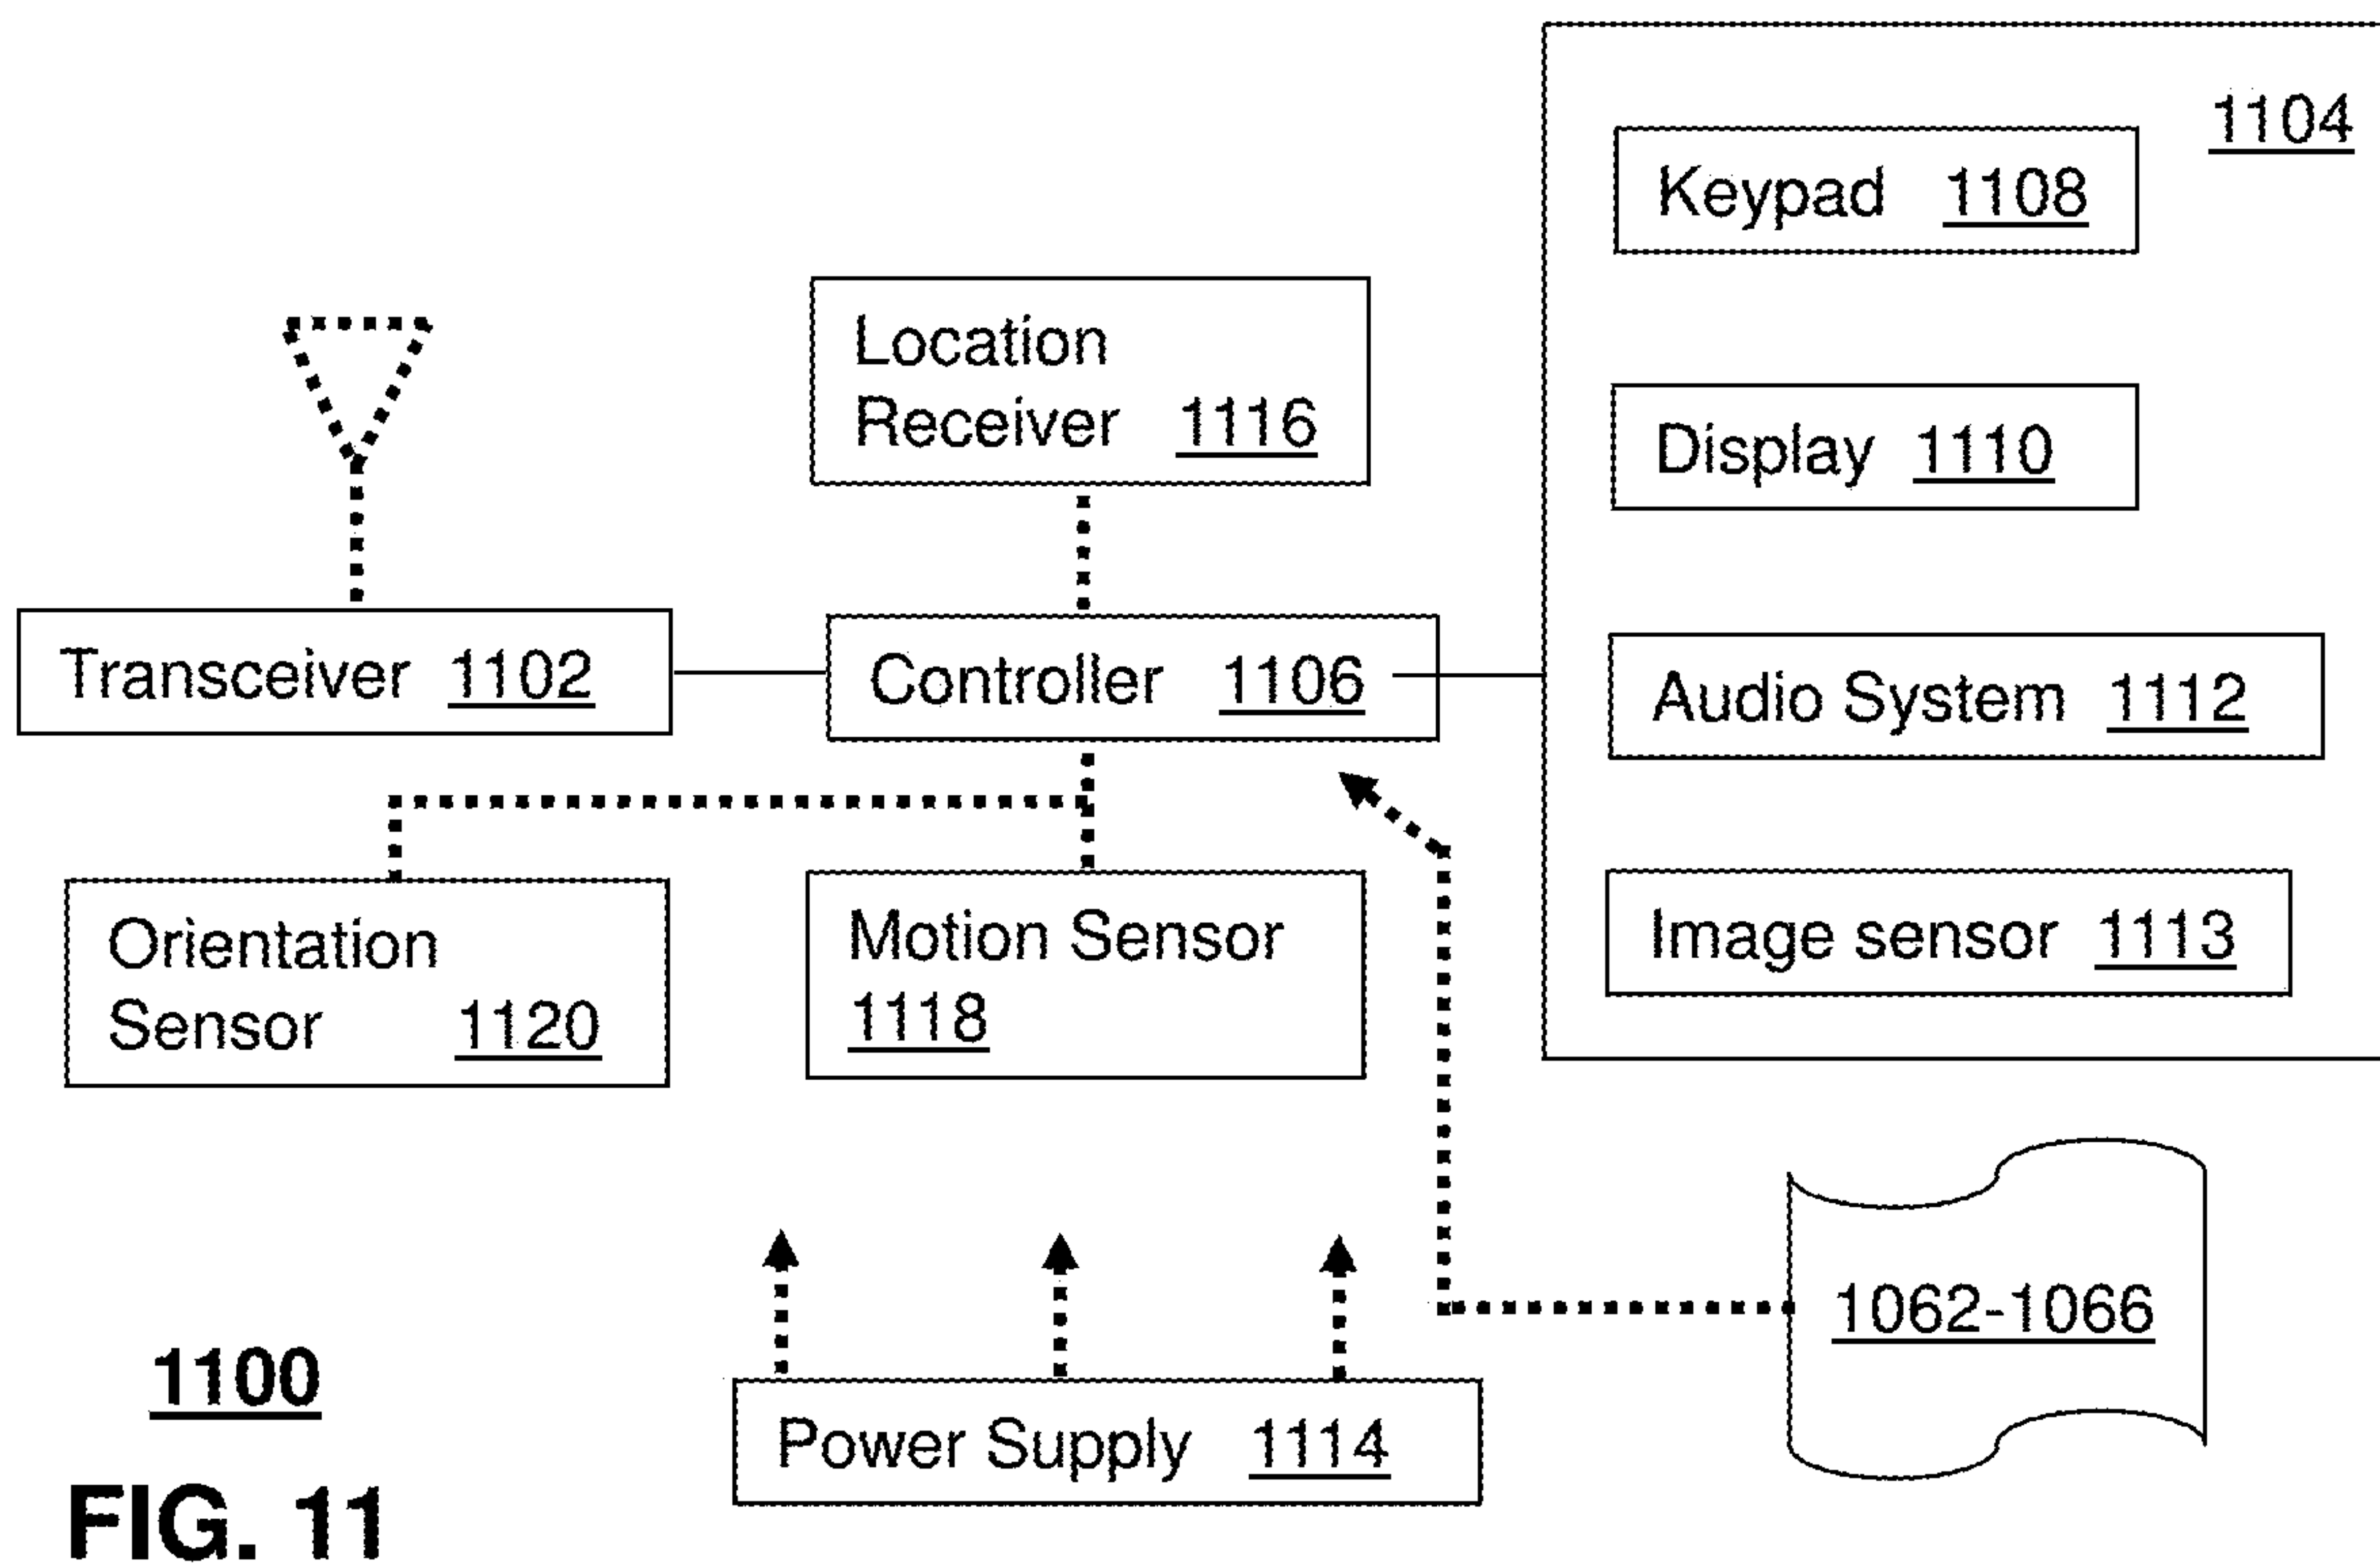 1104
Keypad 1108
Location
Receiver 1116
Display 1110
Transceiver 1102
Controller 1106
Audio System 1112
Orientation
Sensor 1120
Motion Sensor
1118
Image sensor 1113
1062-1066
Power Supply 1114
1100
FIG. 11